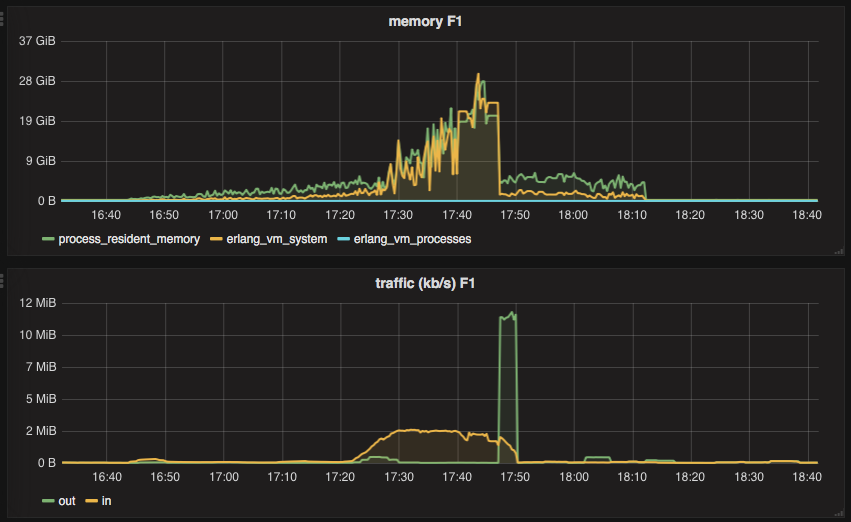 memory F1
37 GiB
28 GiB
19 GiB
9 GiB
0 B
16:40 16:50 17:00 17:10 17:20 17:30 17:40 17:50 18:00 18:10 18:20 18:30 18:40
process_resident_memory erlang_vm_system erlang_vm_processes
traffic (kb/s) F1
12 MiB
10 MiB
7 MiB
5 MiB
2 MiB
0 B
16:40 16:50 17:00 17:10 17:20 17:30 17:40 17:50 18:00 18:10 18:20 18:30 18:40
out in